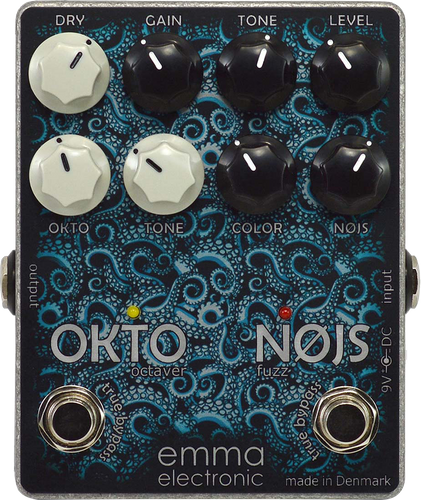 DRY GAIN TONE LEVEL
OKTO TONE COLOR NØJS
output
input
OKTO NØJS
octaver fuzz
9V DC
true bypass
true bypass
emma
electronic
made in Denmark